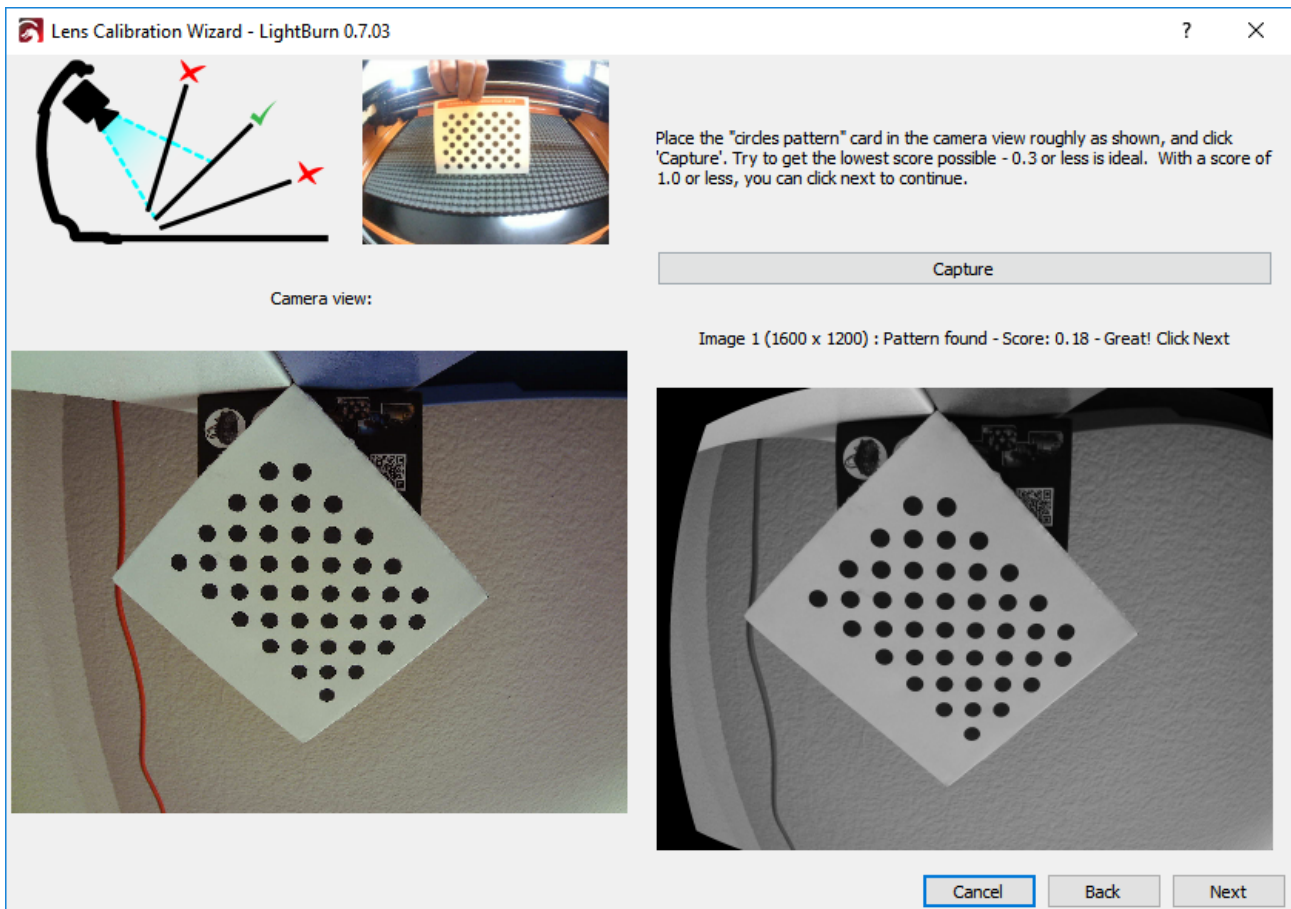 Lens Calibration Wizard - LightBurn 0.7.03
?
Place the "circles pattern" card in the camera view roughly as shown, and click
'Capture'. Try to get the lowest score possible - 0.3 or less is ideal.  With a score of
1.0 or less, you can click next to continue.
Capture
Camera view:
Image 1 (1600 x 1200) : Pattern found - Score: 0.18 - Great! Click Next
Cancel
Back
Next